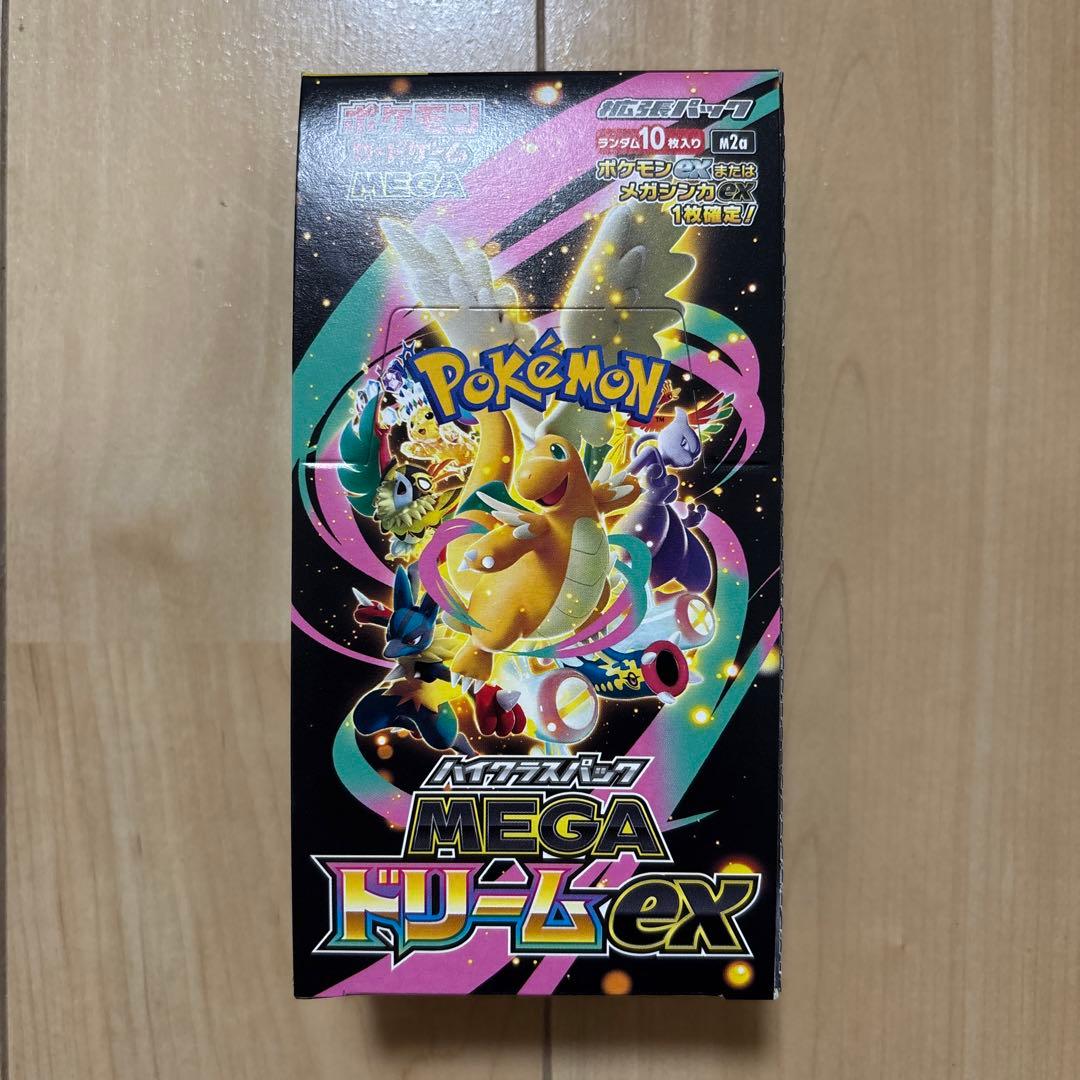 ポケモン
カードゲーム
MEGA
拡張パック
ランダム10枚入り M2a
ポケモンexまたは
メガシンカex
1枚確定!
POKéMON
TM
ハイクラスパック
MEGA
ドリームex